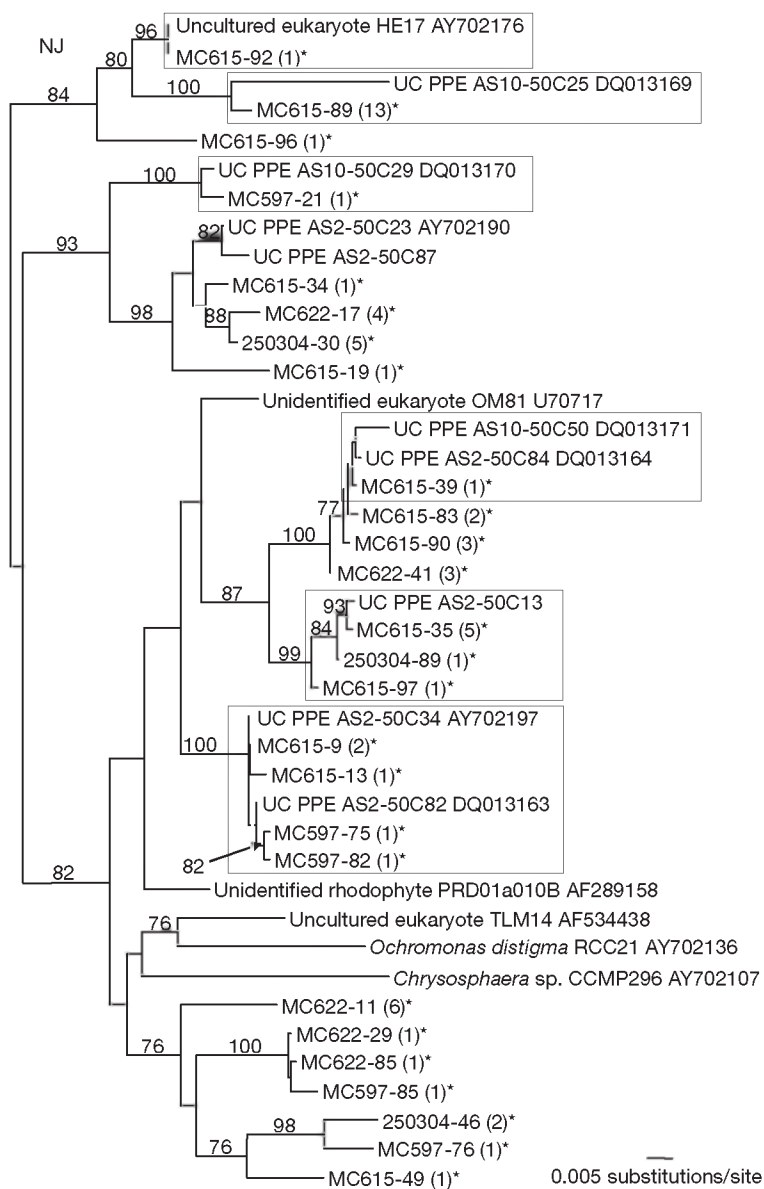 NJ
96
Uncultured eukaryote HE17 AY702176
MC615-92 (1)*
80
100
UC PPE AS10-50C25 DQ013169
MC615-89 (13)*
84
MC615-96 (1)*
100
UC PPE AS10-50C29 DQ013170
MC597-21 (1)*
82
UC PPE AS2-50C23 AY702190
93
UC PPE AS2-50C87
MC615-34 (1)*
98
88
MC622-17 (4)*
250304-30 (5)*
MC615-19 (1)*
Unidentified eukaryote OM81 U70717
UC PPE AS10-50C50 DQ013171
UC PPE AS2-50C84 DQ013164
MC615-39 (1)*
77
MC615-83 (2)*
100
MC615-90 (3)*
MC622-41 (3)*
87
93
UC PPE AS2-50C13
84
MC615-35 (5)*
99
250304-89 (1)*
MC615-97 (1)*
UC PPE AS2-50C34 AY702197
100
MC615-9 (2)*
MC615-13 (1)*
UC PPE AS2-50C82 DQ013163
MC597-75 (1)*
82
MC597-82 (1)*
82
Unidentified rhodophyte PRD01a010B AF289158
76
Uncultured eukaryote TLM14 AF534438
Ochromonas distigma RCC21 AY702136
Chrysosphaera sp. CCMP296 AY702107
MC622-11 (6)*
76
100
MC622-29 (1)*
MC622-85 (1)*
MC597-85 (1)*
98
250304-46 (2)*
76
MC597-76 (1)*
MC615-49 (1)*
0.005 substitutions/site